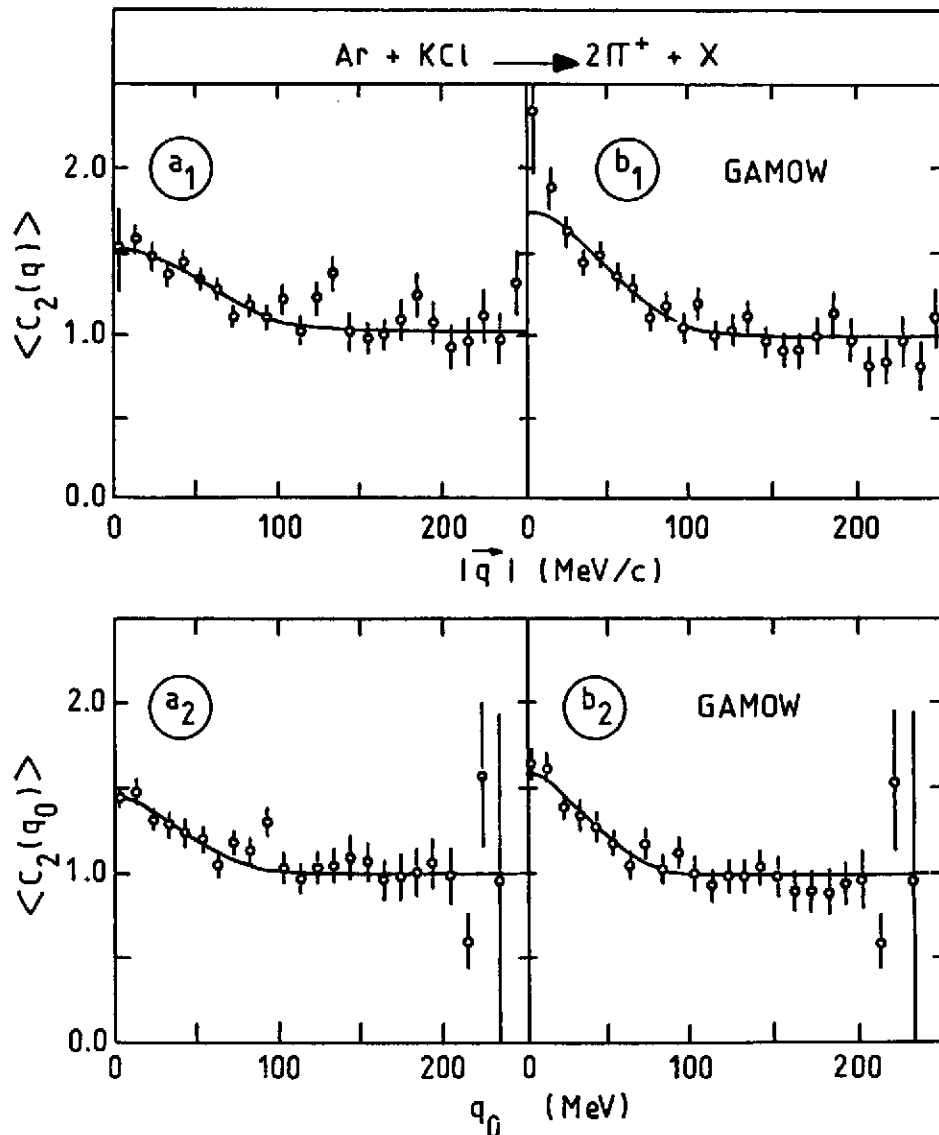 Ar + KCl → 2Π⁺ + X
a₁
b₁ GAMOW
<C₂(q)>
2.0
1.0
0.0
0 100 200 0 100 200
|q⃗| (MeV/c)
a₂
b₂ GAMOW
<C₂(q₀)>
2.0
1.0
0.0
0 100 200 0 100 200
q₀ (MeV)